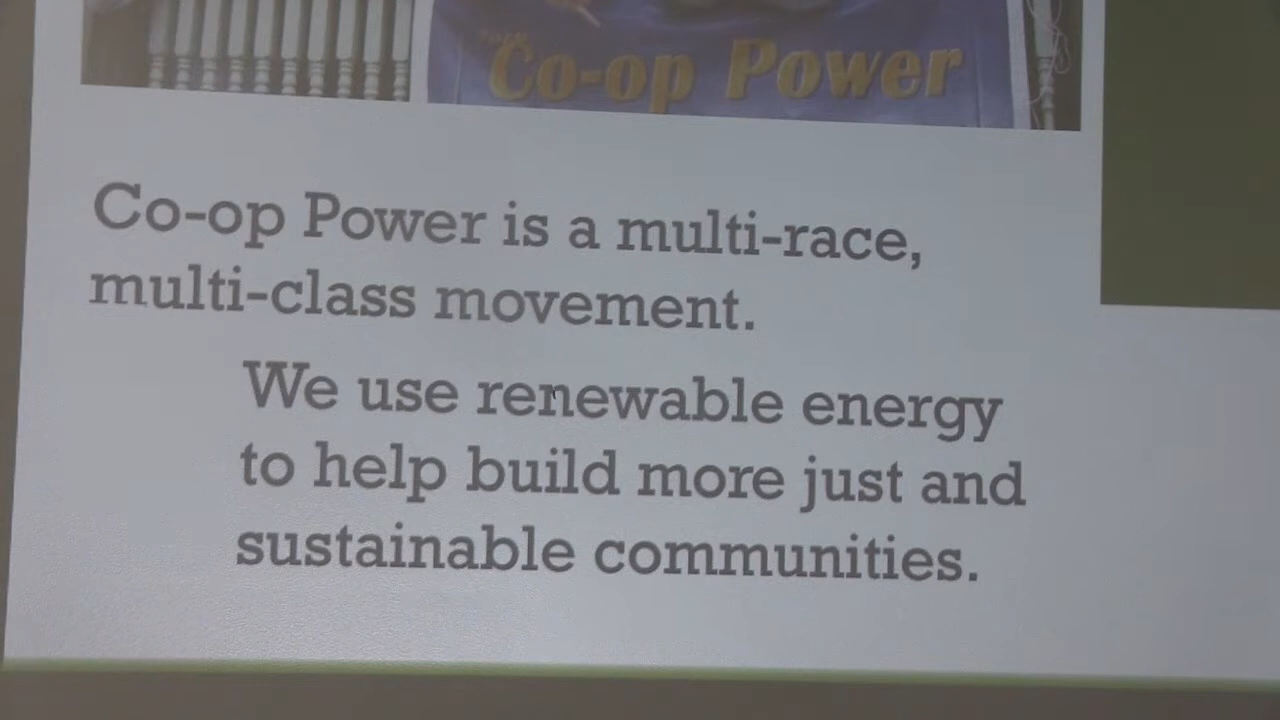 Co-op Power
Co-op Power is a multi-race,
multi-class movement.
We use renewable energy
to help build more just and
sustainable communities.